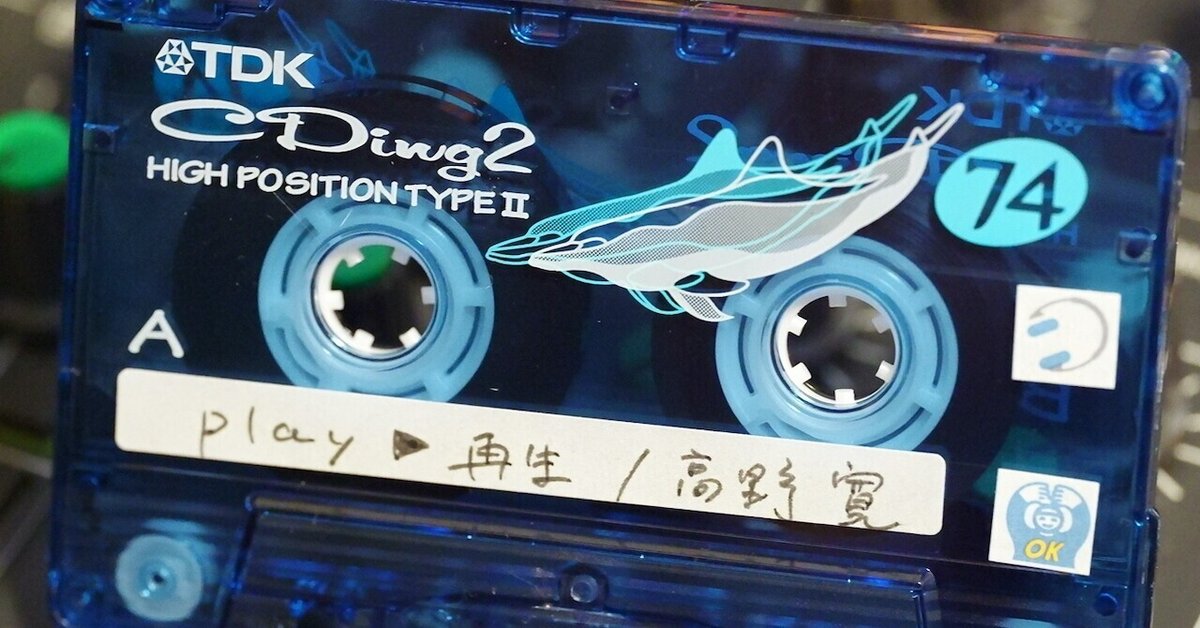 TDK
CDing2
HIGH POSITION TYPE II
74
A
play ▶ 再生 / 高野寛
OK